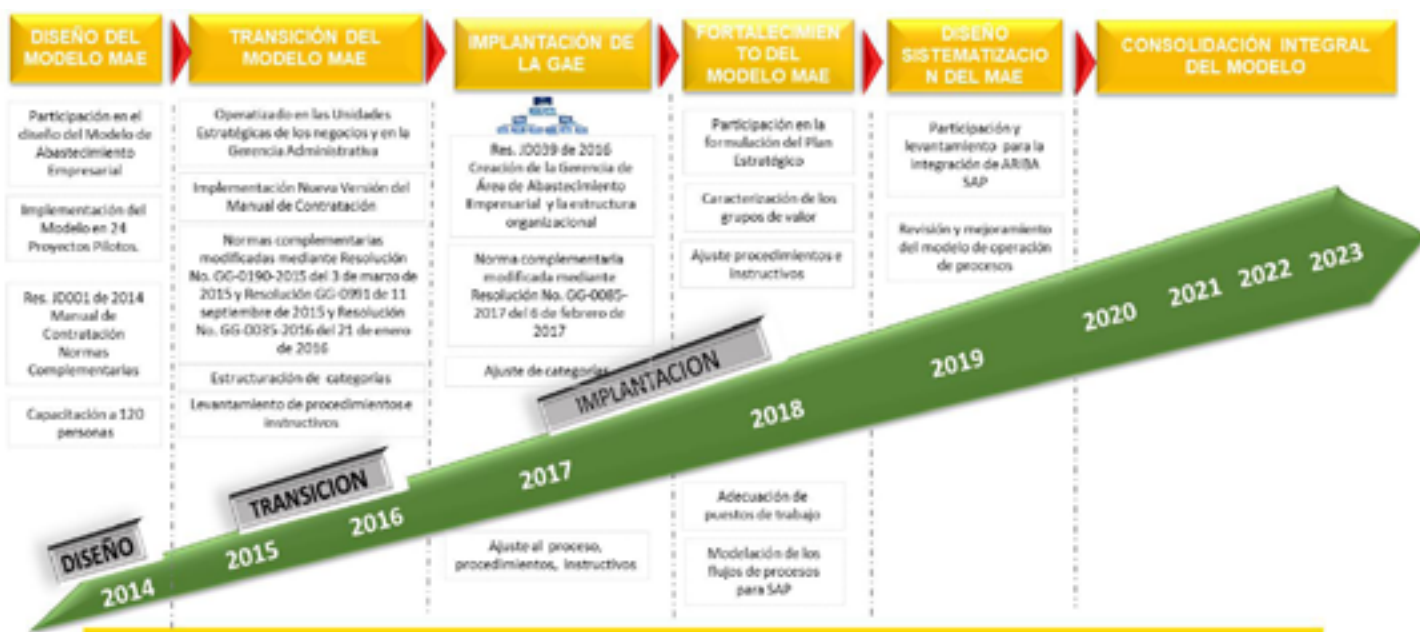 DISEÑO DEL
MODELO MAE
TRANSICIÓN DEL
MODELO MAE
IMPLANTACIÓN DE
LA GAE
FORTALECIMIEN
TO DEL
MODELO MAE
DISEÑO
SISTEMATIZACIO
N DEL MAE
CONSOLIDACIÓN INTEGRAL
DEL MODELO
Participación en el
diseño del Modelo de
Abastecimiento
Empresarial
Implementación del
Modelo en 24
Proyectos Pilotos.
Res. JD001 de 2014
Manual de
Contratación
Normas
Complementarias
Capacitación a 120
personas
Operatizado en las Unidades
Estratégicas de los negocios y en la
Gerencia Administrativa
Implementación Nueva Versión del
Manual de Contratación
Normas complementarias
modificadas mediante Resolución
No. GG-0190-2015 del 3 de marzo de
2015 y Resolución GG-0991 de 11
septiembre de 2015 y Resolución
No. GG-0035-2016 del 21 de enero
de 2016
Estructuración de categorías
Levantamiento de procedimientos e
instructivos
Res. JD039 de 2016
Creación de la Gerencia de
Área de Abastecimiento
Empresarial y la estructura
organizacional
Norma complementaria
modificada mediante
Resolución No. GG-0085-
2017 del 6 de febrero de
2017
Ajuste de categorías
Ajuste al proceso,
procedimientos, instructivos
Participación en la
formulación del Plan
Estratégico
Caracterización de los
grupos de valor
Ajuste procedimientos e
instructivos
Adecuación de
puestos de trabajo
Modelación de los
flujos de procesos
para SAP
Participación y
levantamiento para la
integración de ARIBA
SAP
Revisión y mejoramiento
del modelo de operación
de procesos
DISEÑO
TRANSICION
IMPLANTACION
2014
2015
2016
2017
2018
2019
2020
2021
2022
2023